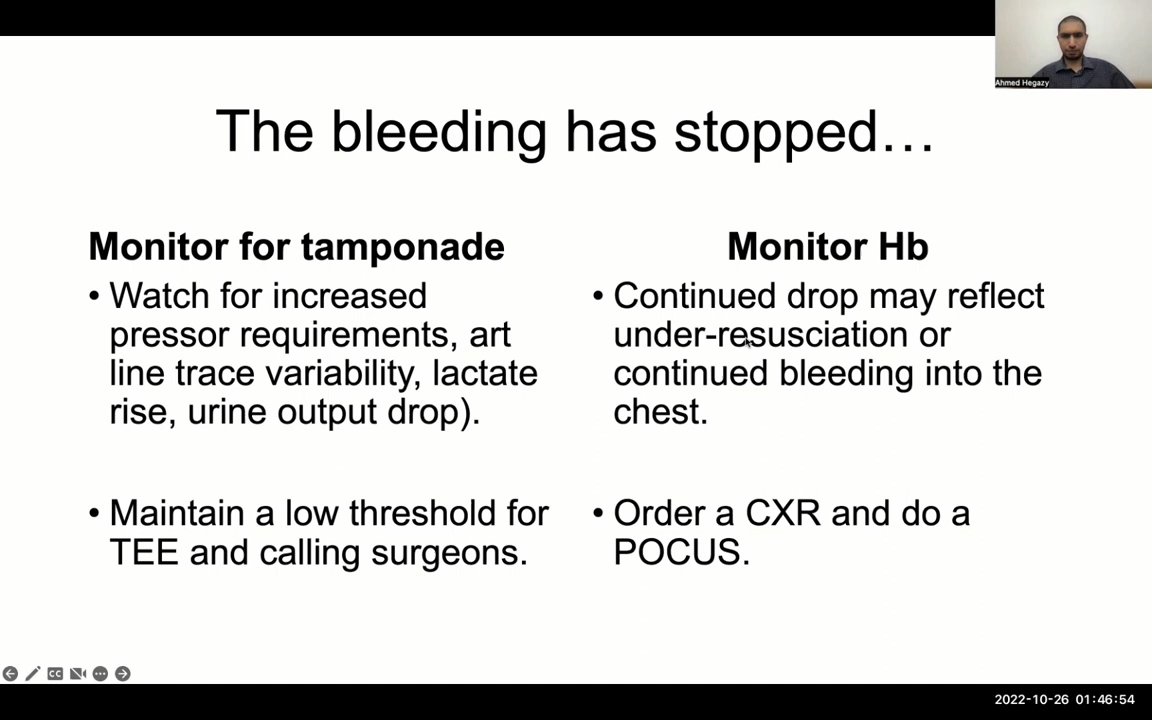 Ahmed Hegazy
The bleeding has stopped…
Monitor for tamponade
• Watch for increased
pressor requirements, art
line trace variability, lactate
rise, urine output drop).
• Maintain a low threshold for
TEE and calling surgeons.
Monitor Hb
• Continued drop may reflect
under-resusciation or
continued bleeding into the
chest.
• Order a CXR and do a
POCUS.
CC
2022-10-26 01:46:54